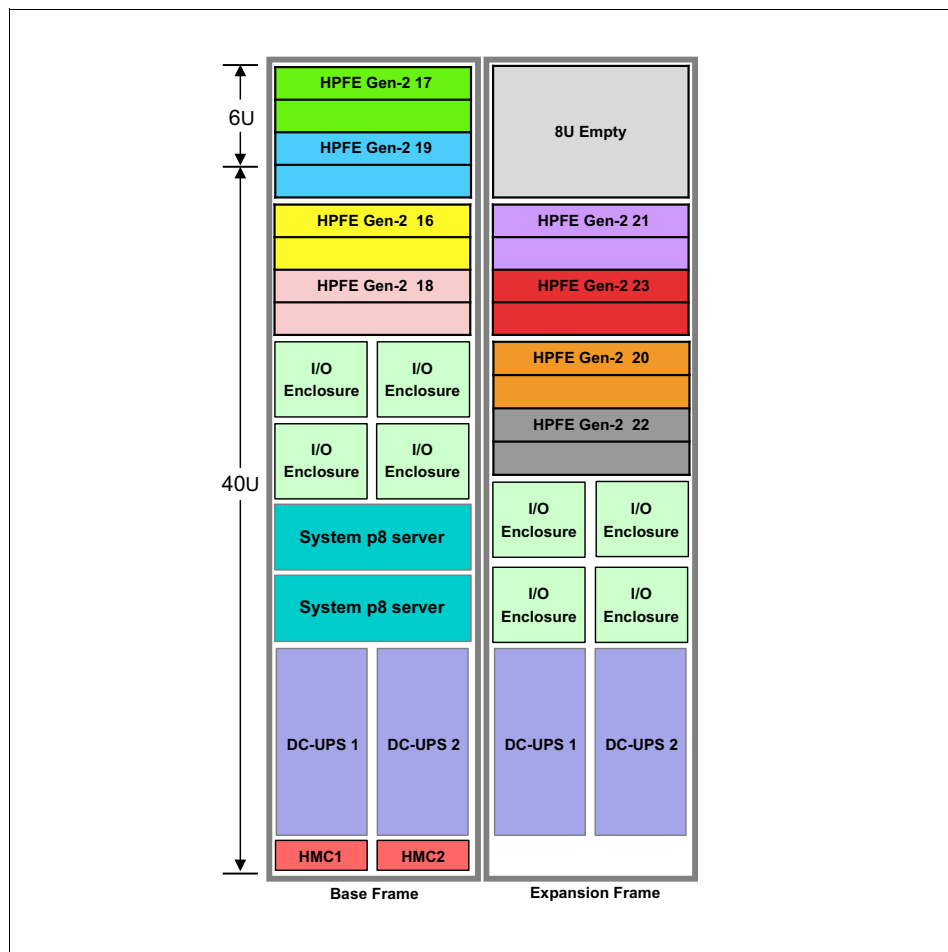 6U
40U
HPFE Gen-2 17
HPFE Gen-2 19
HPFE Gen-2 16
HPFE Gen-2 18
I/O
Enclosure
I/O
Enclosure
I/O
Enclosure
I/O
Enclosure
System p8 server
System p8 server
DC-UPS 1
DC-UPS 2
HMC1
HMC2
Base Frame
8U Empty
HPFE Gen-2 21
HPFE Gen-2 23
HPFE Gen-2 20
HPFE Gen-2 22
I/O
Enclosure
I/O
Enclosure
I/O
Enclosure
I/O
Enclosure
DC-UPS 1
DC-UPS 2
Expansion Frame